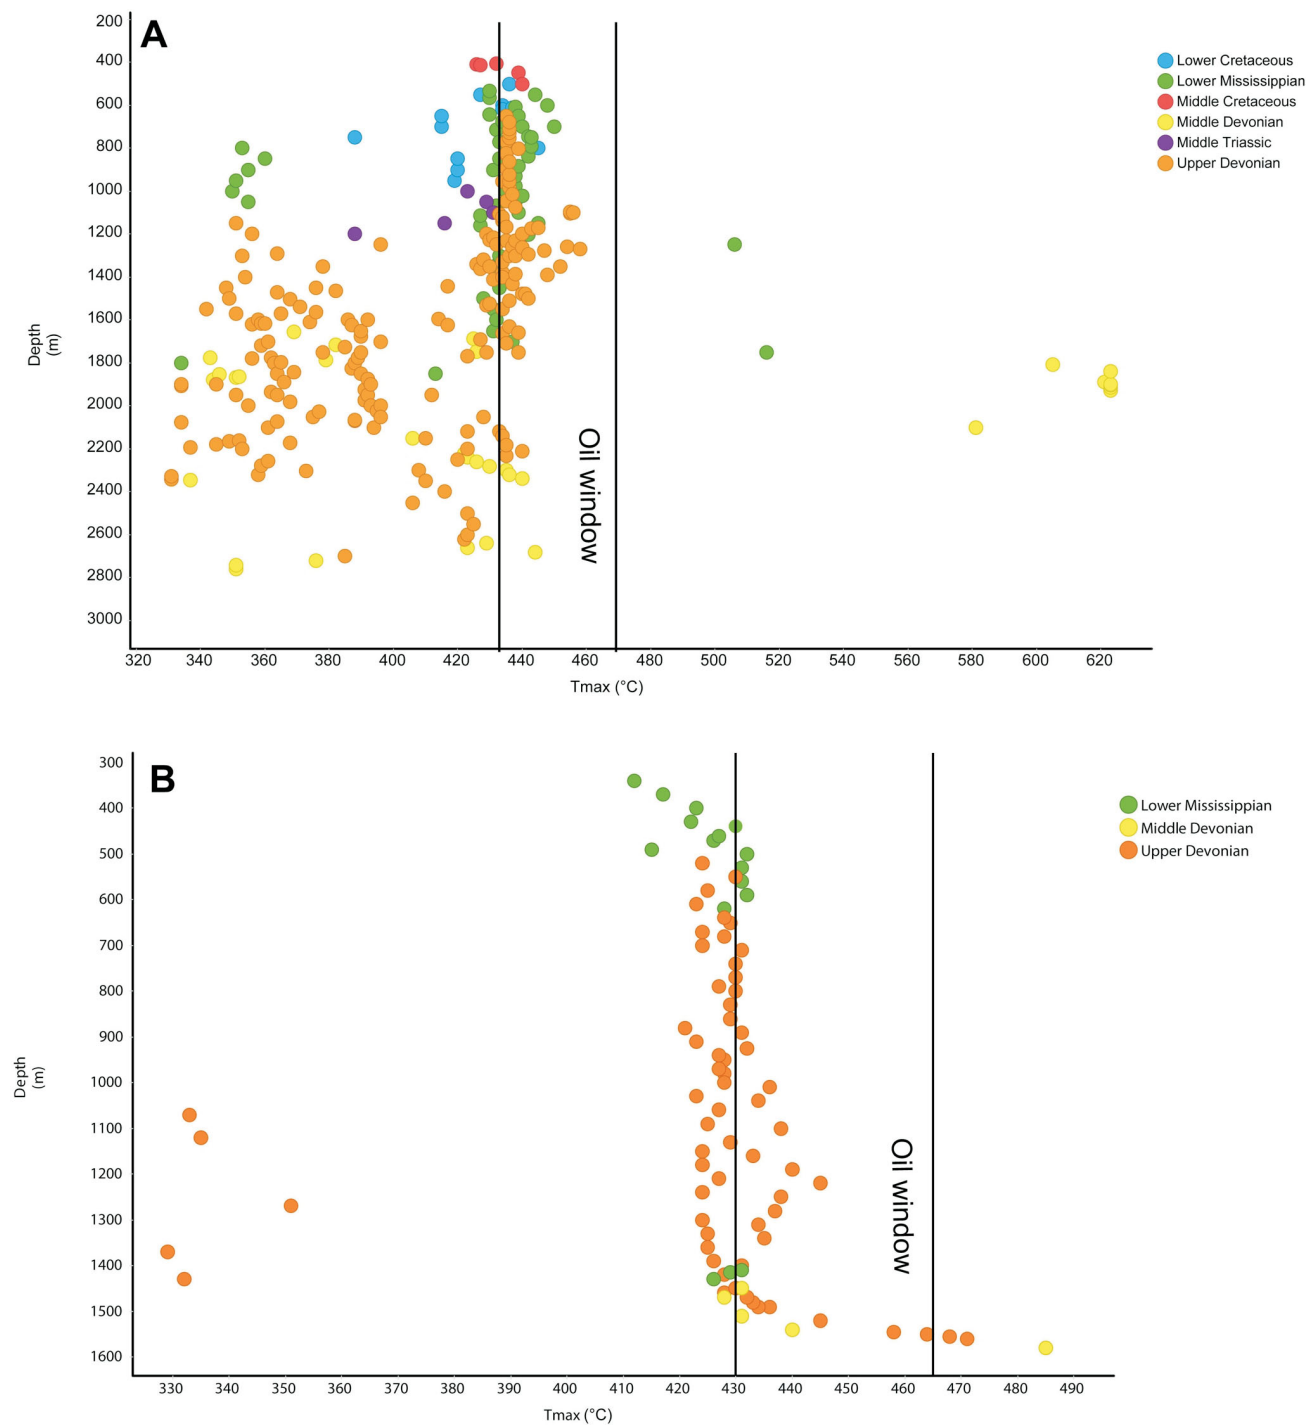 A
200
400
600
800
1000
1200
1400
1600
1800
2000
2200
2400
2600
2800
3000
Depth
(m)
Lower Cretaceous
Lower Mississippian
Middle Cretaceous
Middle Devonian
Middle Triassic
Upper Devonian
Oil window
320 340 360 380 400 420 440 460 480 500 520 540 560 580 600 620
Tmax (°C)
B
300
400
500
600
700
800
900
1000
1100
1200
1300
1400
1500
1600
Depth
(m)
Lower Mississippian
Middle Devonian
Upper Devonian
Oil window
330 340 350 360 370 380 390 400 410 420 430 440 450 460 470 480 490
Tmax (°C)